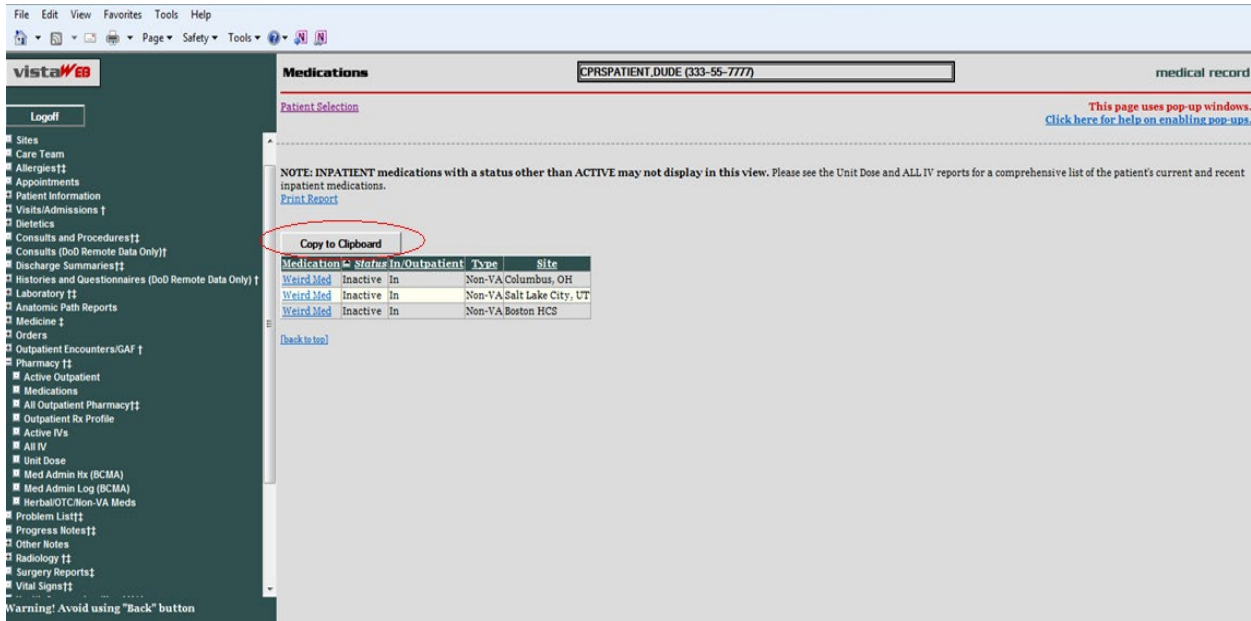 File Edit View Favorites Tools Help
Page Safety Tools
vistaWEB
Logoff
Sites
Care Team
Allergies†‡
Appointments
Patient Information
Visits/Admissions †
Dietetics
Consults and Procedures†‡
Consults (DoD Remote Data Only)†
Discharge Summaries†‡
Histories and Questionnaires (DoD Remote Data Only) †
Laboratory †‡
Anatomic Path Reports
Medicine ‡
Orders
Outpatient Encounters/GAF †
Pharmacy †‡
Active Outpatient
Medications
All Outpatient Pharmacy†‡
Outpatient Rx Profile
Active IVs
All IV
Unit Dose
Med Admin Hx (BCMA)
Med Admin Log (BCMA)
Herbal/OTC/Non-VA Meds
Problem List†‡
Progress Notes†‡
Other Notes
Radiology †‡
Surgery Reports‡
Vital Signs†‡
Warning! Avoid using "Back" button
Medications CPRSPATIENT,DUDE (333-55-7777) medical record
Patient Selection
This page uses pop-up windows.
Click here for help on enabling pop-ups.
NOTE: INPATIENT medications with a status other than ACTIVE may not display in this view. Please see the Unit Dose and ALL IV reports for a comprehensive list of the patient's current and recent
inpatient medications.
Print Report
Copy to Clipboard
Medication Status In/Outpatient Type Site
Weird Med Inactive In Non-VA Columbus, OH
Weird Med Inactive In Non-VA Salt Lake City, UT
Weird Med Inactive In Non-VA Boston HCS
[back to top]